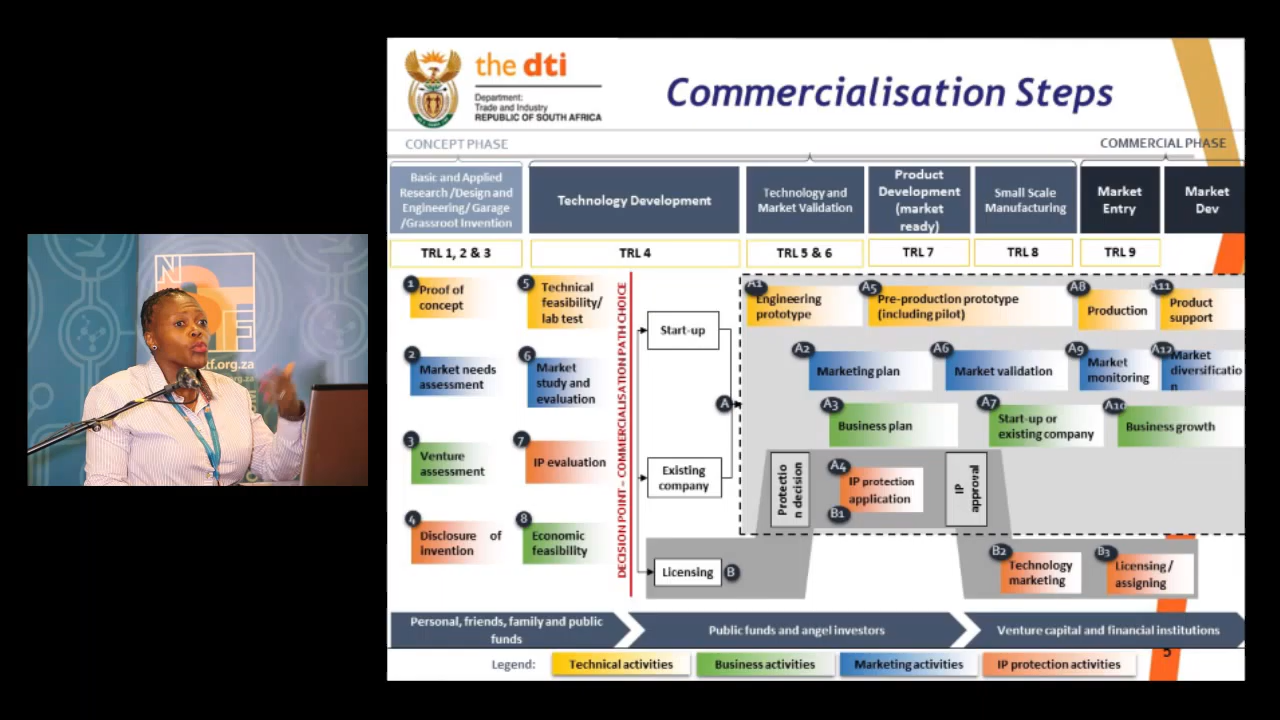 the dti
Department:
Trade and Industry
REPUBLIC OF SOUTH AFRICA
Commercialisation Steps
CONCEPT PHASE
COMMERCIAL PHASE
Basic and Applied
Research /Design and
Engineering/ Garage
/Grassroot Invention
Technology Development
Technology and
Market Validation
Product
Development
(market
ready)
Small Scale
Manufacturing
Market
Entry
Market
Dev
TRL 1, 2 & 3
TRL 4
TRL 5 & 6
TRL 7
TRL 8
TRL 9
1
Proof of
concept
5
Technical
feasibility/
lab test
2
Market needs
assessment
6
Market
study and
evaluation
3
Venture
assessment
7
IP evaluation
4
Disclosure of
invention
8
Economic
feasibility
DECISION POINT – COMMERCIALISATION PATH CHOICE
Start-up
Existing
company
Licensing
A
B
A1
Engineering
prototype
A5
Pre-production prototype
(including pilot)
A8
Production
A11
Product
support
A2
Marketing plan
A6
Market validation
A9
Market
monitoring
A12
Market
diversificatio
n
A3
Business plan
A7
Start-up or
existing company
A10
Business growth
Protectio
n decision
A4
IP protection
application
B1
IP
approval
B2
Technology
marketing
B3
Licensing/
assigning
Personal, friends, family and public
funds
Public funds and angel investors
Venture capital and financial institutions
5
Legend:
Technical activities
Business activities
Marketing activities
IP protection activities
N
F
f.org.za